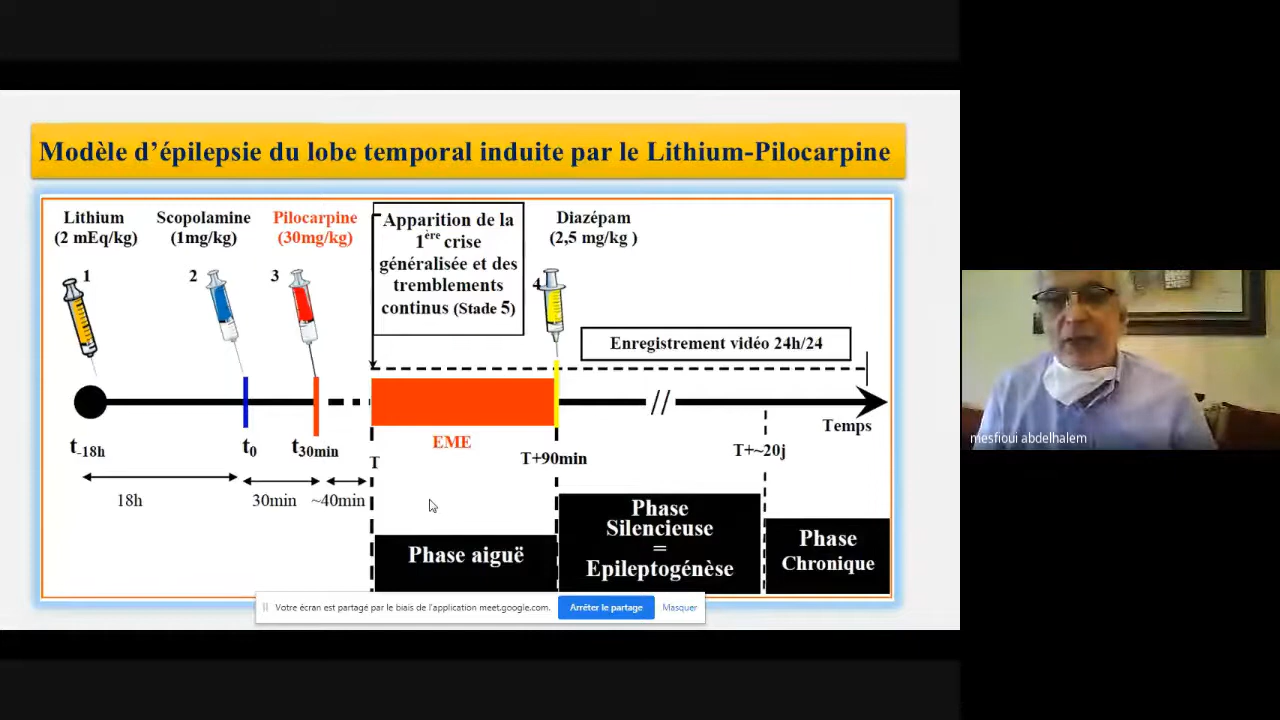 Modèle d'épilepsie du lobe temporal induite par le Lithium-Pilocarpine
Lithium
(2 mEq/kg)
Scopolamine
(1mg/kg)
Pilocarpine
(30mg/kg)
Apparition de la
1ère crise
généralisée et des
tremblements
continus (Stade 5)
Diazépam
(2,5 mg/kg )
1
2
3
4
Enregistrement vidéo 24h/24
Temps
t-18h
t0
t30min
T
EME
T+90min
T+~20j
18h
30min
~40min
Phase aiguë
Phase
Silencieuse
=
Epileptogénèse
Phase
Chronique
Votre écran est partagé par le biais de l'application meet.google.com.
Arrêter le partage
Masquer
mesfioui abdelhalem